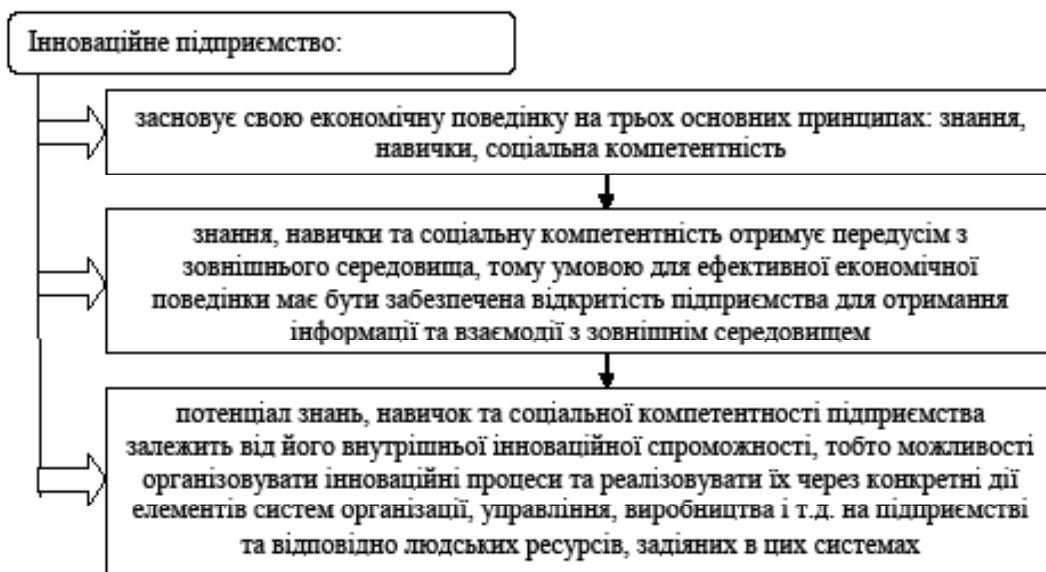 Інноваційне підприємство:
засновує свою економічну поведінку на трьох основних принципах: знання,
навички, соціальна компетентність
знання, навички та соціальну компетентність отримує передусім з
зовнішнього середовища, тому умовою для ефективної економічної
поведінки має бути забезпечена відкритість підприємства для отримання
інформації та взаємодії з зовнішнім середовищем
потенціал знань, навичок та соціальної компетентності підприємства
залежить від його внутрішньої інноваційної спроможності, тобто можливості
організовувати інноваційні процеси та реалізовувати їх через конкретні дії
елементів систем організації, управління, виробництва і т.д. на підприємстві
та відповідно людських ресурсів, задіяних в цих системах